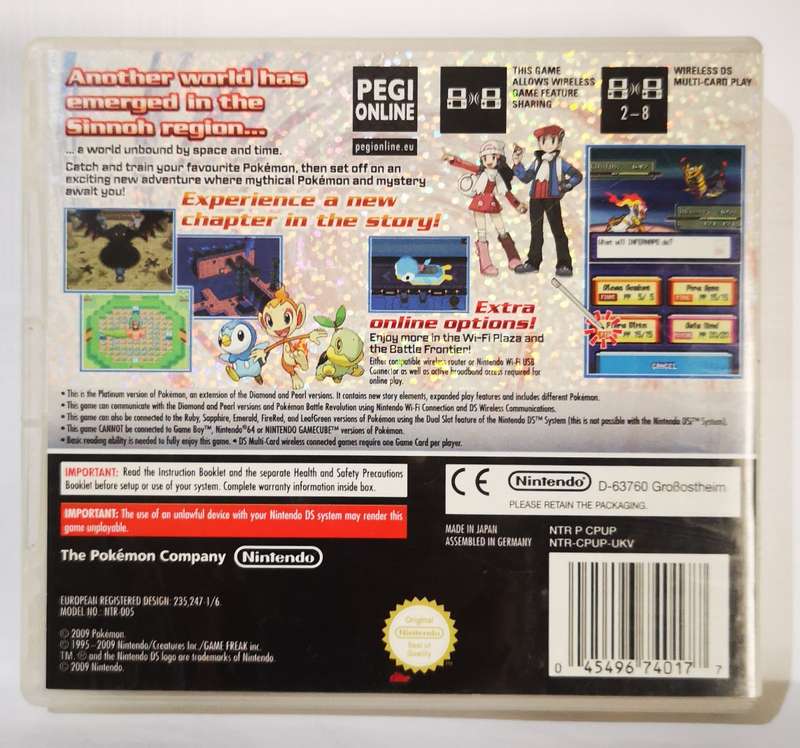 Another world has
emerged in the
Sinnoh region...
... a world unbound by space and time.
Catch and train your favourite Pokémon, then set off on an
exciting new adventure where mythical Pokémon and mystery
await you!
PEGI
ONLINE
pegionline.eu
THIS GAME
ALLOWS WIRELESS
GAME FEATURE
SHARING
2-8
WIRELESS DS
MULTI-CARD PLAY
Experience a new
chapter in the story!
What will INFERNAPE do?
FIGHT PP 5/5
PP 15/15
PP 15/15
PP 20/20
CANCEL
Extra
online options!
Enjoy more in the Wi-Fi Plaza and
the Battle Frontier!
Either compatible wireless router or Nintendo Wi-Fi USB
Connector as well as active broadband access required for
online play.
• This is the Platinum version of Pokémon, an extension of the Diamond and Pearl versions. It contains new story elements, expanded play features and includes different Pokémon.
• This game can communicate with the Diamond and Pearl versions and Pokémon Battle Revolution using Nintendo Wi-Fi Connection and DS Wireless Communications.
• This game can also be connected to the Ruby, Sapphire, Emerald, FireRed, and LeafGreen versions of Pokémon using the Dual Slot feature of the Nintendo DS™ System (this is not possible with the Nintendo DSi™ System).
• This game CANNOT be connected to Game Boy™, Nintendo®64 or NINTENDO GAMECUBE™ versions of Pokémon.
• Basic reading ability is needed to fully enjoy this game. • DS Multi-Card wireless connected games require one Game Card per player.
IMPORTANT: Read the Instruction Booklet and the separate Health and Safety Precautions
Booklet before setup or use of your system. Complete warranty information inside box.
IMPORTANT: The use of an unlawful device with your Nintendo DS system may render this
game unplayable.
The Pokémon Company Nintendo
CE Nintendo D-63760 Großostheim
PLEASE RETAIN THE PACKAGING.
MADE IN JAPAN
ASSEMBLED IN GERMANY
NTR P CPUP
NTR-CPUP-UKV
EUROPEAN REGISTERED DESIGN: 235,247 1/6.
MODEL NO: NTR-005
© 2009 Pokémon.
© 1995-2009 Nintendo/Creatures Inc./GAME FREAK inc.
TM, ® and the Nintendo DS logo are trademarks of Nintendo.
© 2009 Nintendo.
Original
Nintendo
Seal of
Quality
0 45496 74017 7